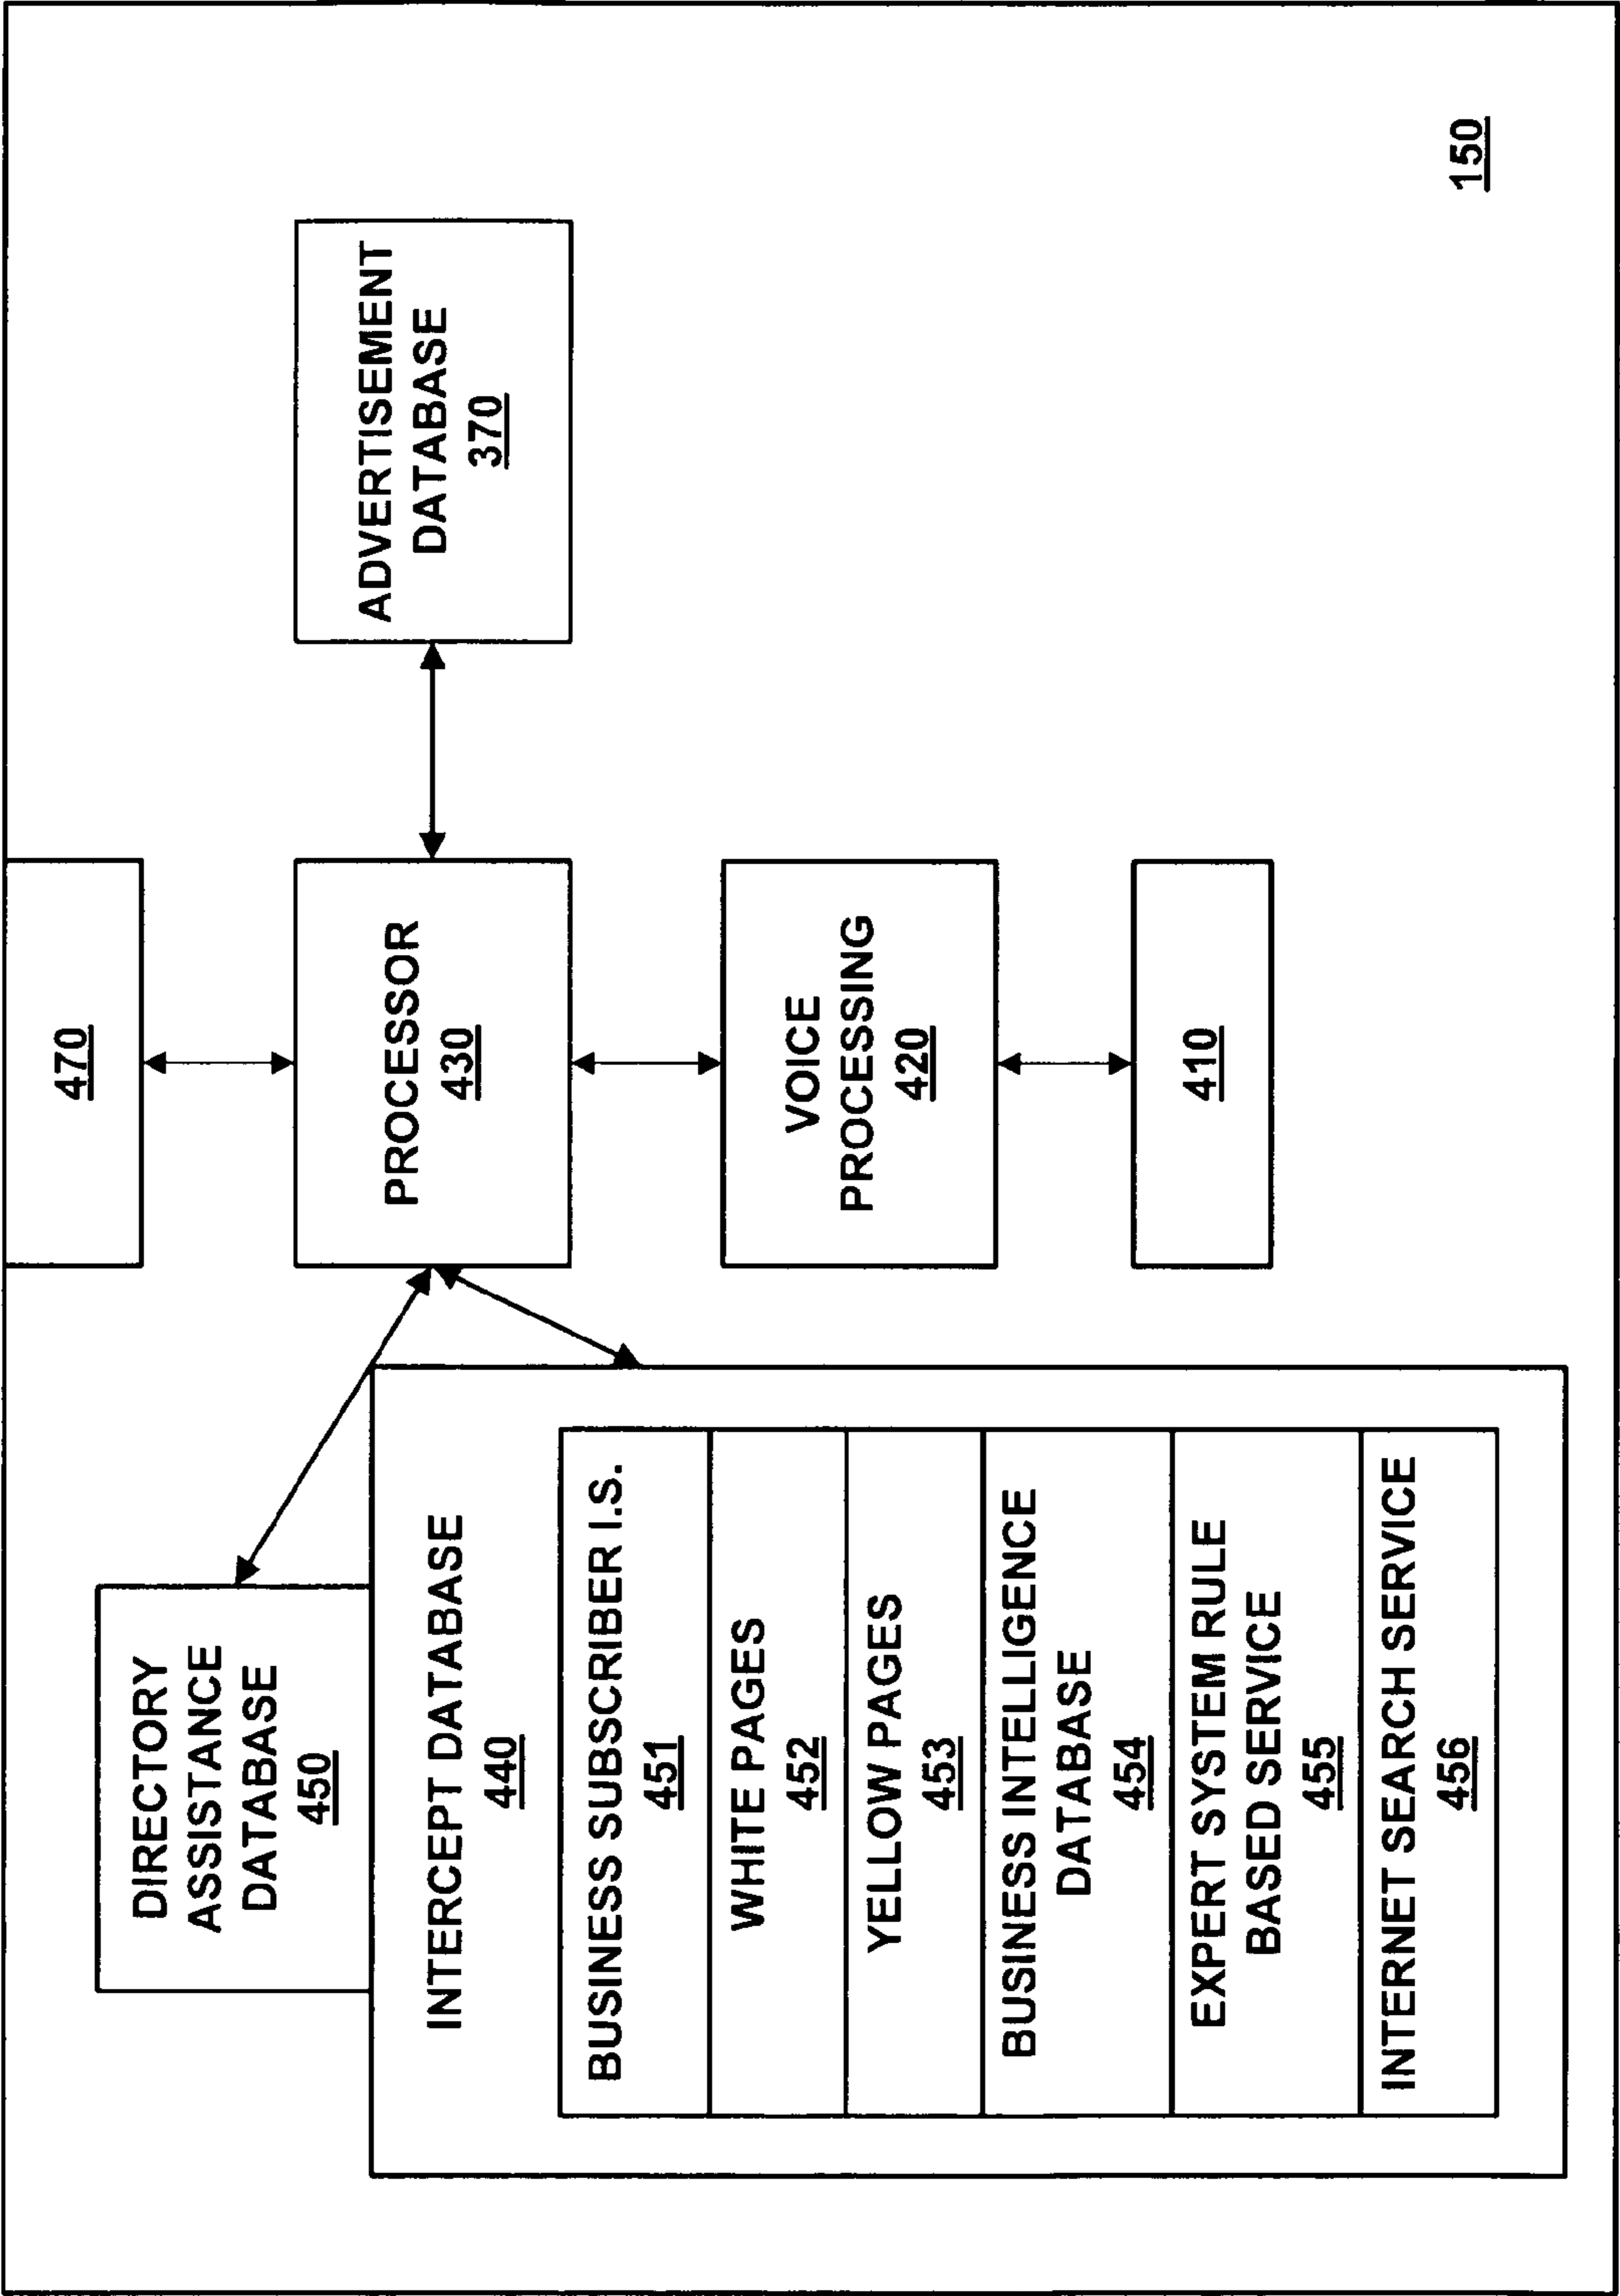 470
DIRECTORY
ASSISTANCE
DATABASE
450
PROCESSOR
430
ADVERTISEMENT
DATABASE
370
INTERCEPT DATABASE
440
BUSINESS SUBSCRIBER I.S.
451
WHITE PAGES
452
YELLOW PAGES
453
BUSINESS INTELLIGENCE
DATABASE
454
EXPERT SYSTEM RULE
BASED SERVICE
455
INTERNET SEARCH SERVICE
456
VOICE
PROCESSING
420
410
150